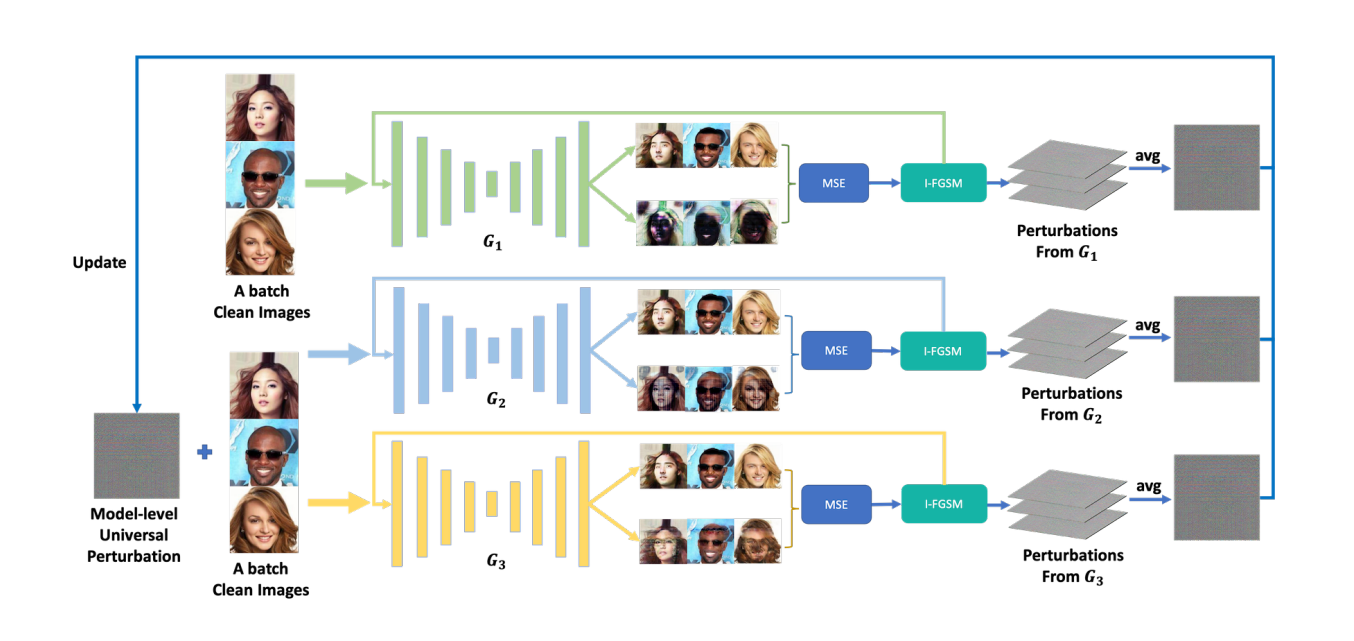 Update
A batch
Clean Images
G₁
MSE
I-FGSM
Perturbations
From G₁
avg
G₂
MSE
I-FGSM
Perturbations
From G₂
avg
Model-level
Universal
Perturbation
A batch
Clean Images
G₃
MSE
I-FGSM
Perturbations
From G₃
avg